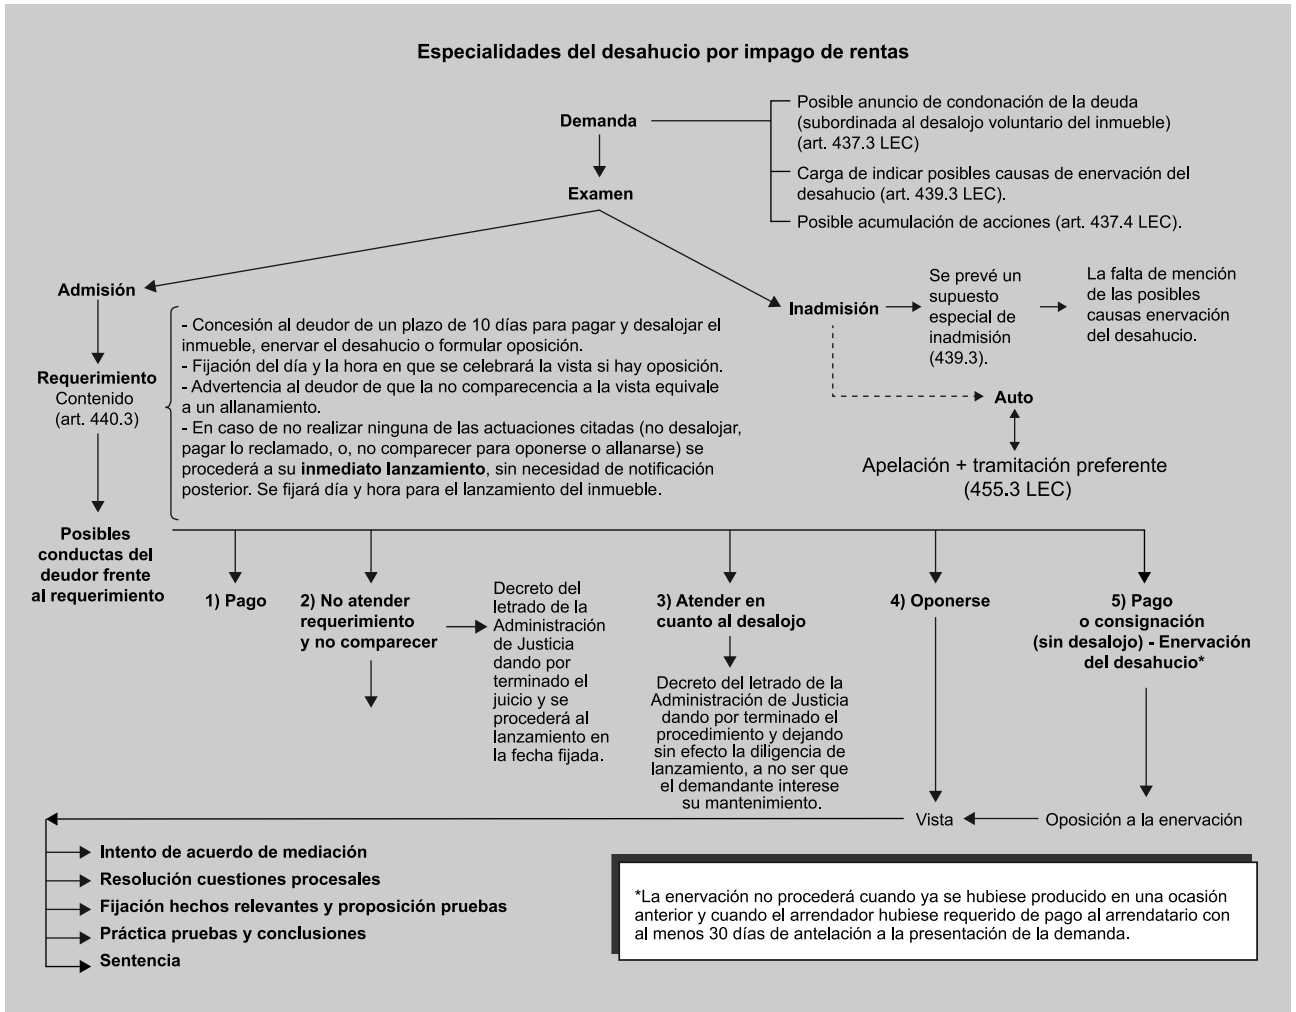 Especialidades del desahucio por impago de rentas
Demanda
Posible anuncio de condonación de la deuda
(subordinada al desalojo voluntario del inmueble)
(art. 437.3 LEC)
Carga de indicar posibles causas de enervación del
desahucio (art. 439.3 LEC).
Posible acumulación de acciones (art. 437.4 LEC).
Examen
Admisión
Inadmisión
Se prevé un
supuesto
especial de
inadmisión
(439.3).
La falta de mención
de las posibles
causas enervación
del desahucio.
Auto
Apelación + tramitación preferente
(455.3 LEC)
Requerimiento
Contenido
(art. 440.3)
- Concesión al deudor de un plazo de 10 días para pagar y desalojar el
inmueble, enervar el desahucio o formular oposición.
- Fijación del día y la hora en que se celebrará la vista si hay oposición.
- Advertencia al deudor de que la no comparecencia a la vista equivale
a un allanamiento.
- En caso de no realizar ninguna de las actuaciones citadas (no desalojar,
pagar lo reclamado, o, no comparecer para oponerse o allanarse) se
procederá a su inmediato lanzamiento, sin necesidad de notificación
posterior. Se fijará día y hora para el lanzamiento del inmueble.
Posibles
conductas del
deudor frente
al requerimiento
1) Pago
2) No atender
requerimiento
y no comparecer
Decreto del
letrado de la
Administración
de Justicia
dando por
terminado el
juicio y se
procederá al
lanzamiento en
la fecha fijada.
3) Atender en
cuanto al desalojo
Decreto del letrado de la
Administración de Justicia
dando por terminado el
procedimiento y dejando
sin efecto la diligencia de
lanzamiento, a no ser que
el demandante interese
su mantenimiento.
4) Oponerse
5) Pago
o consignación
(sin desalojo) - Enervación
del desahucio*
Vista
Oposición a la enervación
Intento de acuerdo de mediación
Resolución cuestiones procesales
Fijación hechos relevantes y proposición pruebas
Práctica pruebas y conclusiones
Sentencia
*La enervación no procederá cuando ya se hubiese producido en una ocasión
anterior y cuando el arrendador hubiese requerido de pago al arrendatario con
al menos 30 días de antelación a la presentación de la demanda.